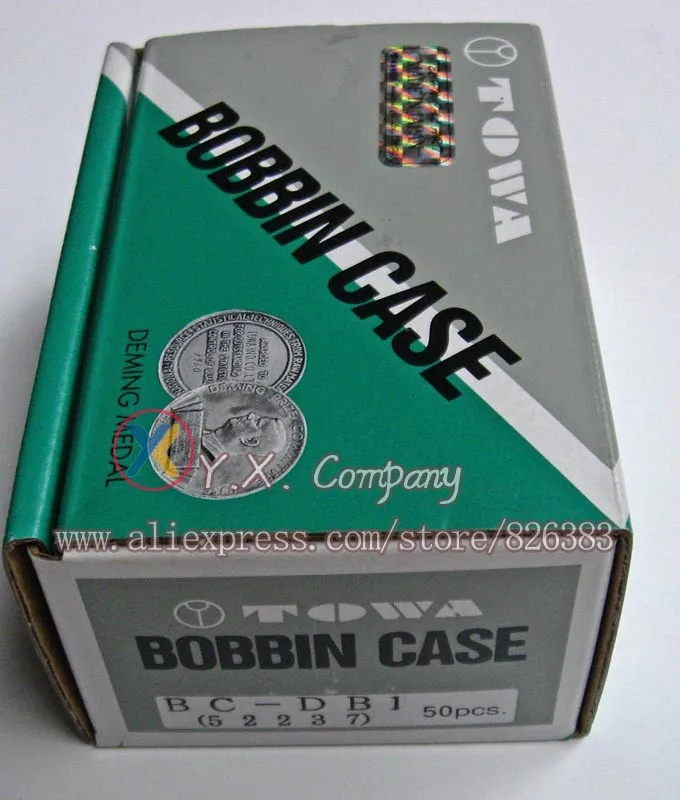 TOWA
BOBBIN CASE
DEMING MEDAL
DEMING PRIZE
Y.X. Company
www.aliexpress.com/store/826383
TOWA
BOBBIN CASE
BC-DB1
(52237)
50pcs.